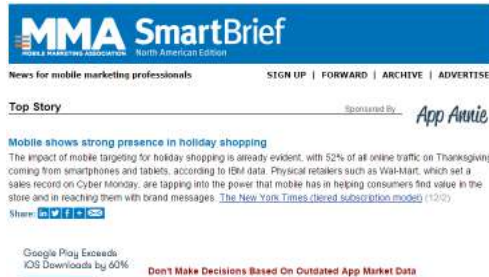 MMA SmartBrief
MOBILE MARKETING ASSOCIATION North American Edition
News for mobile marketing professionals SIGN UP | FORWARD | ARCHIVE | ADVERTISE
Top Story Sponsored By App Annie
Mobile shows strong presence in holiday shopping
The impact of mobile targeting for holiday shopping is already evident, with 52% of all online traffic on Thanksgiving
coming from smartphones and tablets, according to IBM data. Physical retailers such as Wal-Mart, which set a
sales record on Cyber Monday, are tapping into the power that mobile has in helping consumers find value in the
store and in reaching them with brand messages. The New York Times (tiered subscription model) (12/2)
Share:
Google Play Exceeds
iOS Downloads by 60%
Don't Make Decisions Based On Outdated App Market Data